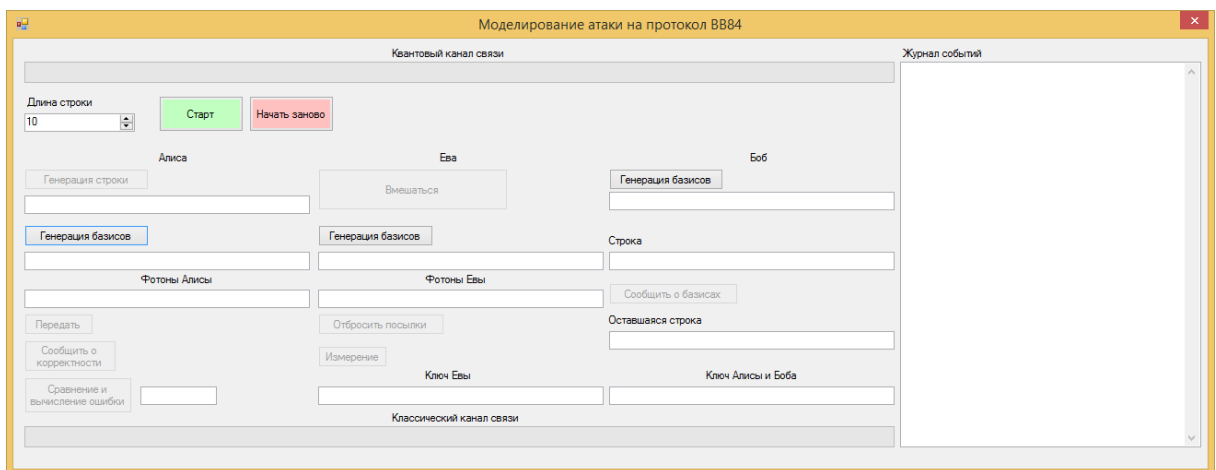 Моделирование атаки на протокол BB84
Квантовый канал связи
Журнал событий
Длина строки
10
Старт
Начать заново
Алиса
Ева
Боб
Генерация строки
Вмешаться
Генерация базисов
Генерация базисов
Генерация базисов
Строка
Фотоны Алисы
Фотоны Евы
Сообщить о базисах
Передать
Отбросить посылки
Оставшаяся строка
Сообщить о
корректности
Измерение
Ключ Евы
Ключ Алисы и Боба
Сравнение и
вычисление ошибки
Классический канал связи